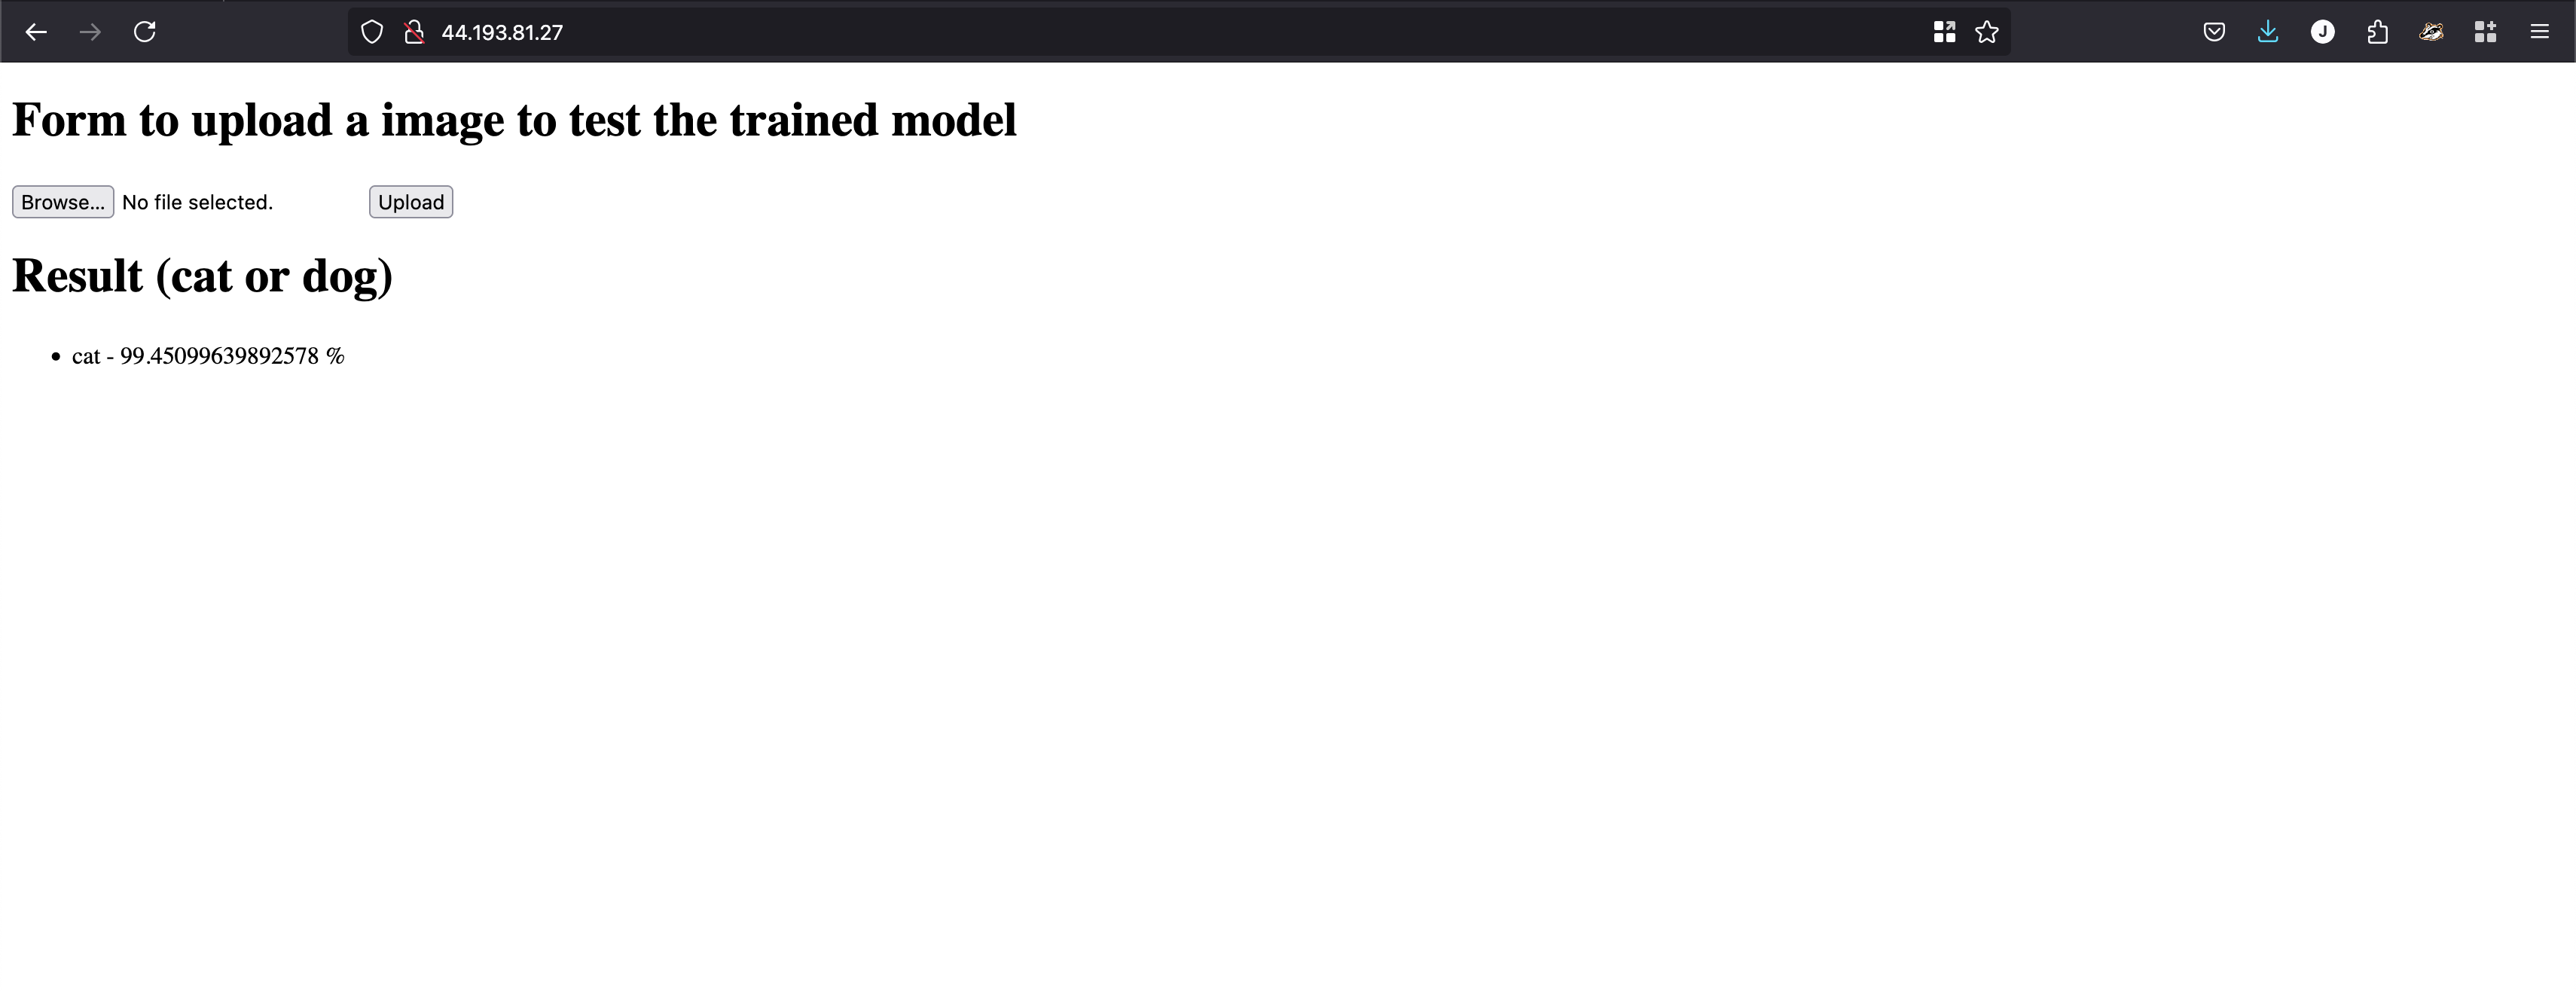 44.193.81.27
J
Form to upload a image to test the trained model
Browse... No file selected. Upload
Result (cat or dog)
• cat - 99.45099639892578 %